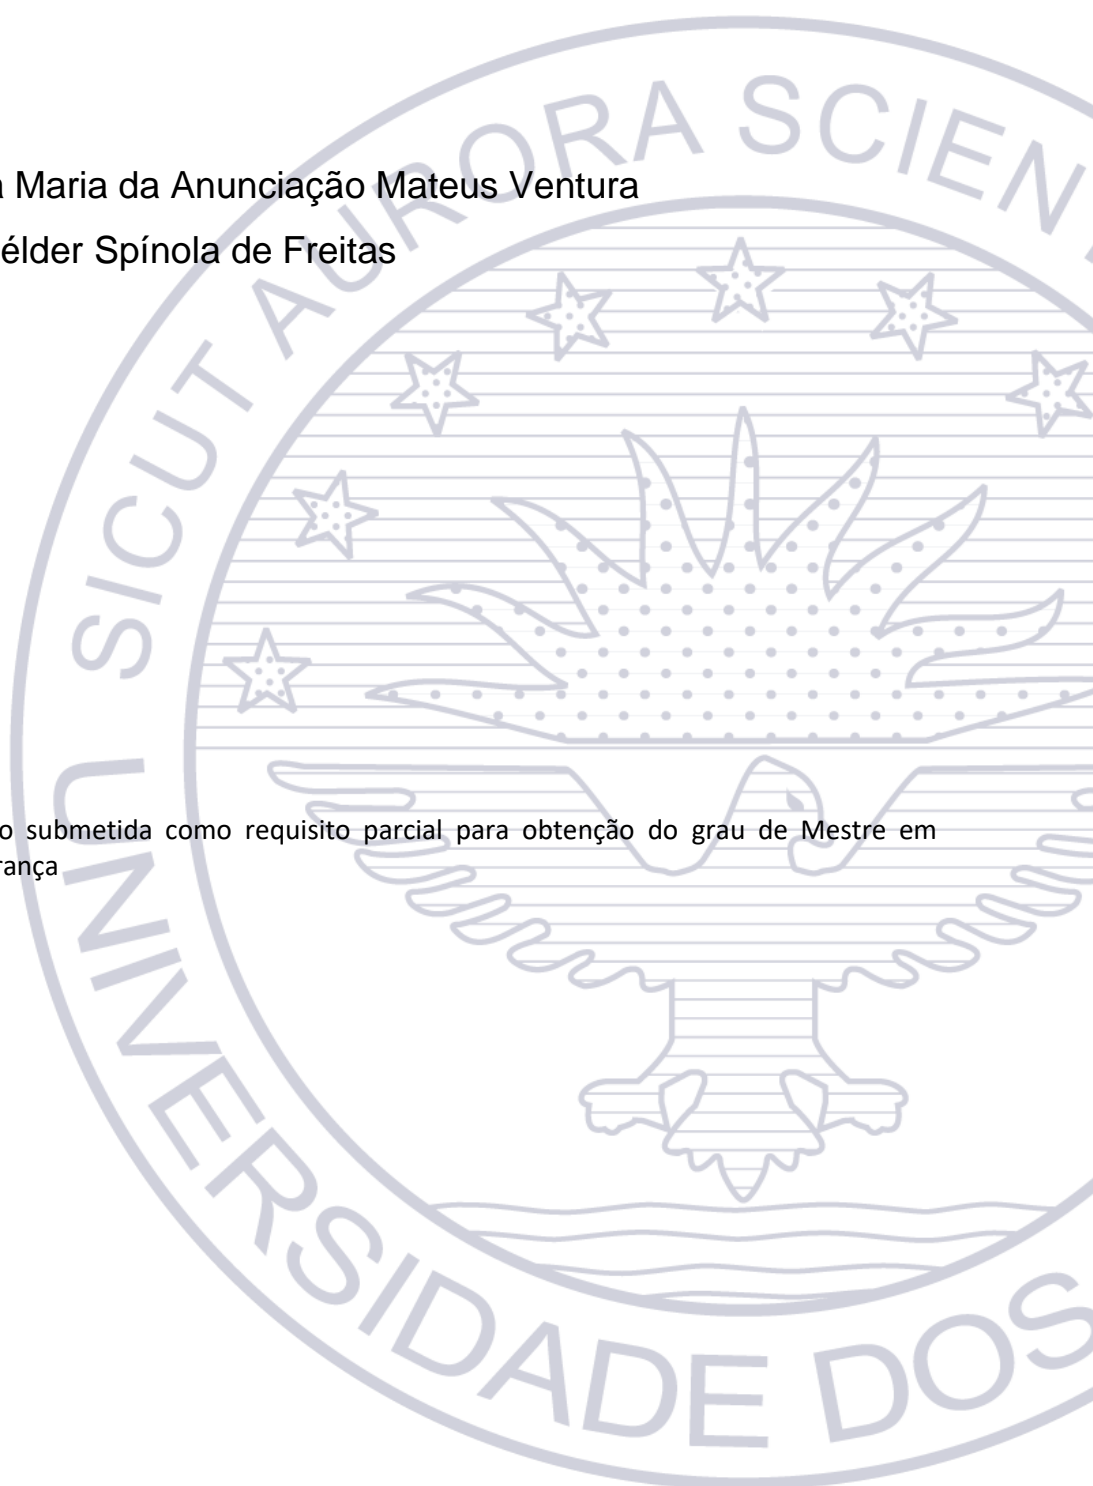 a Maria da Anunciação Mateus Ventura
élder Spínola de Freitas
o submetida como requisito parcial para obtenção do grau de Mestre em
rança
SICUT AURORA SCIEN
UNIVERSIDADE DOS